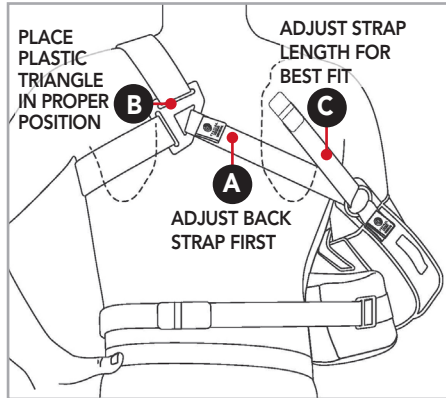 PLACE
PLASTIC
TRIANGLE
IN PROPER
POSITION
B
ADJUST STRAP
LENGTH FOR
BEST FIT
C
A
ADJUST BACK
STRAP FIRST